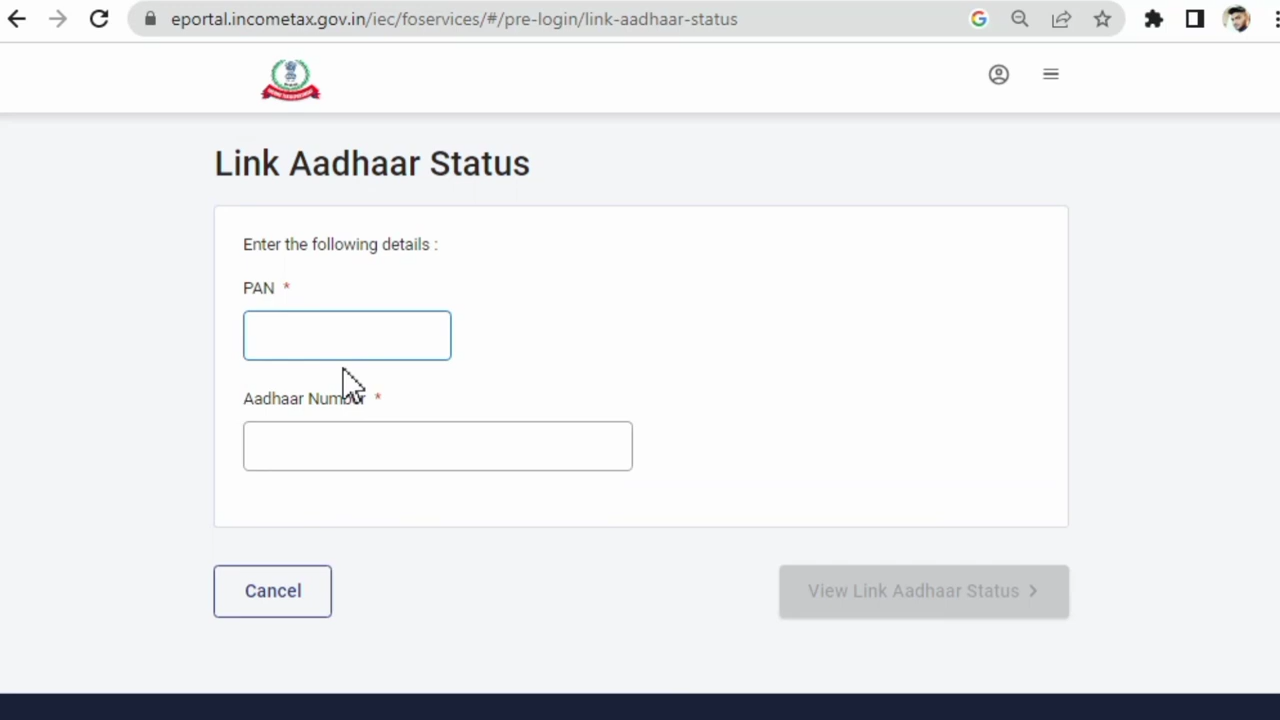 eportal.incometax.gov.in/iec/foservices/#/pre-login/link-aadhaar-status
Link Aadhaar Status
Enter the following details :
PAN *
Aadhaar Number *
Cancel
View Link Aadhaar Status